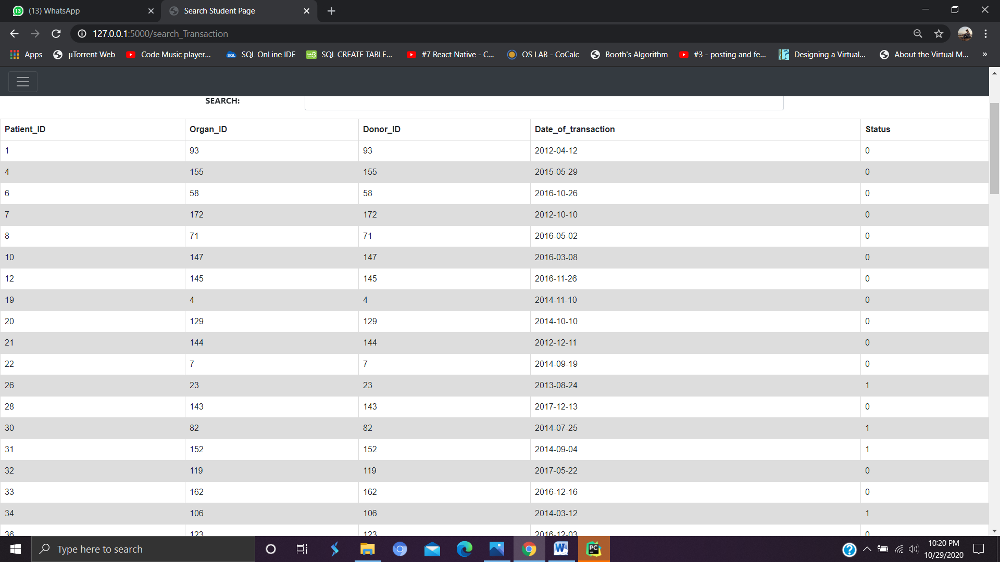 13 (13) WhatsApp Search Student Page
127.0.0.1:5000/search_Transaction
Apps µTorrent Web Code Music player... SQL SQL OnLine IDE w3 SQL CREATE TABLE... #7 React Native - C... OS LAB - CoCalc Booth's Algorithm #3 - posting and fe... Designing a Virtual... About the Virtual M... »
SEARCH:
Patient_ID Organ_ID Donor_ID Date_of_transaction Status
1 93 93 2012-04-12 0
4 155 155 2015-05-29 0
6 58 58 2016-10-26 0
7 172 172 2012-10-10 0
8 71 71 2016-05-02 0
10 147 147 2016-03-08 0
12 145 145 2016-11-26 0
19 4 4 2014-11-10 0
20 129 129 2014-10-10 0
21 144 144 2012-12-11 0
22 7 7 2014-09-19 0
26 23 23 2013-08-24 1
28 143 143 2017-12-13 0
30 82 82 2014-07-25 1
31 152 152 2014-09-04 1
32 119 119 2017-05-22 0
33 162 162 2016-12-16 0
34 106 106 2014-03-12 1
36 123 123 2016-12-03 0
Type here to search W PC ? 10:20 PM
10/29/2020